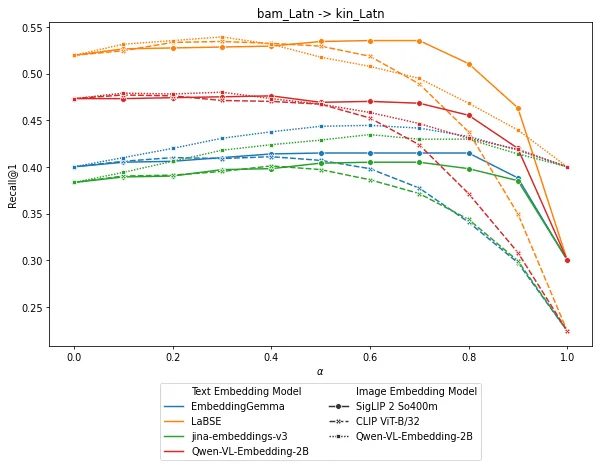 bam_Latn -> kin_Latn
Recall@1
0.55
0.50
0.45
0.40
0.35
0.30
0.25
0.0
0.2
0.4
0.6
0.8
1.0
α
Text Embedding Model
EmbeddingGemma
LaBSE
jina-embeddings-v3
Qwen-VL-Embedding-2B
Image Embedding Model
SigLIP 2 So400m
CLIP ViT-B/32
Qwen-VL-Embedding-2B